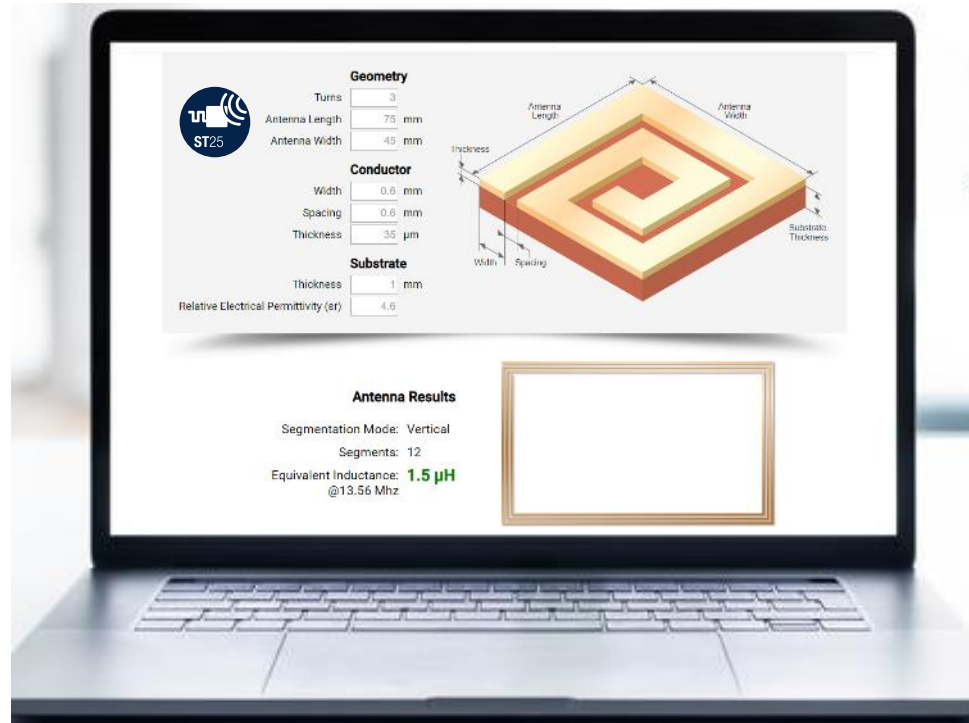 ST25
Geometry
Turns 3
Antenna Length 75 mm
Antenna Width 45 mm
Conductor
Width 0.6 mm
Spacing 0.6 mm
Thickness 35 µm
Substrate
Thickness 1 mm
Relative Electrical Permittivity (εr) 4.6
Antenna
Length
Antenna
Width
Thickness
Width
Spacing
Substrate
Thickness
Antenna Results
Segmentation Mode: Vertical
Segments: 12
Equivalent Inductance: 1.5 µH
@13.56 Mhz